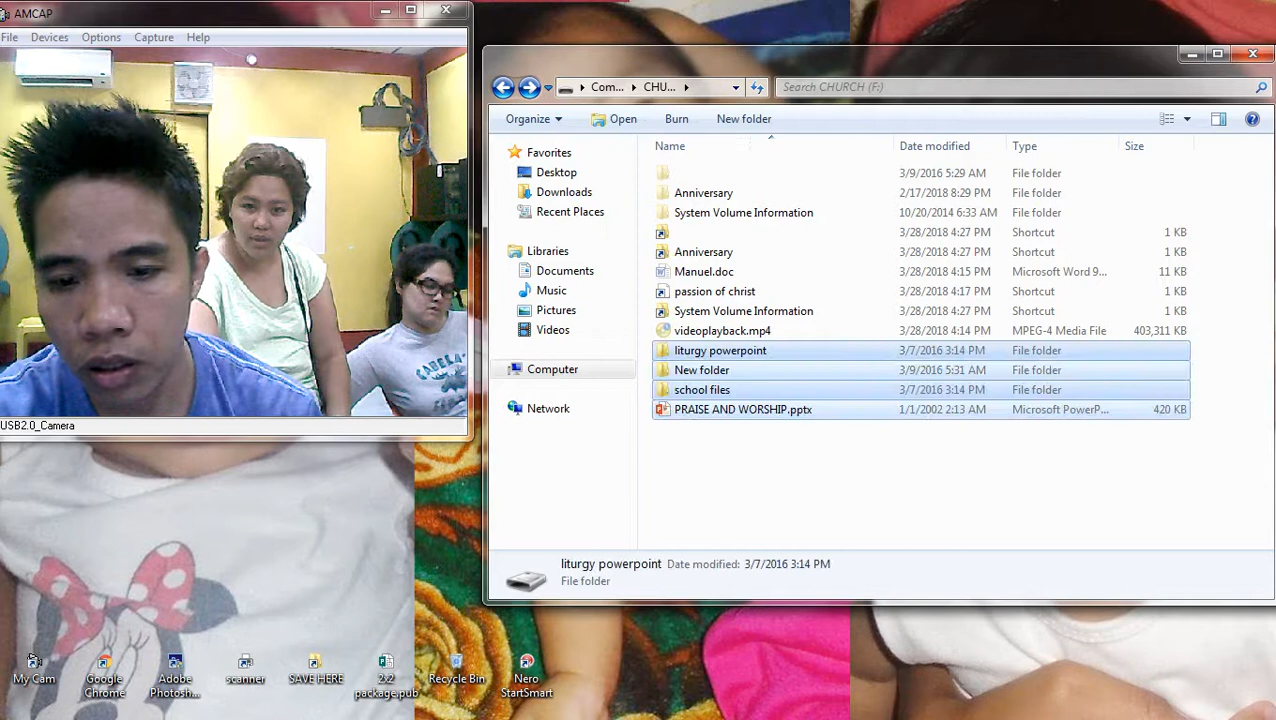 AMCAP
File Devices Options Capture Help
USB2.0_Camera
Com... CHU...
Search CHURCH (F:)
Organize Open Burn New folder
Favorites
Desktop
Downloads
Recent Places
Libraries
Documents
Music
Pictures
Videos
Computer
Network
Name Date modified Type Size
3/9/2016 5:29 AM File folder
Anniversary 2/17/2018 8:29 PM File folder
System Volume Information 10/20/2014 6:33 AM File folder
3/28/2018 4:27 PM Shortcut 1 KB
Anniversary 3/28/2018 4:27 PM Shortcut 1 KB
Manuel.doc 3/28/2018 4:15 PM Microsoft Word 9... 11 KB
passion of christ 3/28/2018 4:17 PM Shortcut 1 KB
System Volume Information 3/28/2018 4:27 PM Shortcut 1 KB
videoplayback.mp4 3/28/2018 4:14 PM MPEG-4 Media File 403,311 KB
liturgy powerpoint 3/7/2016 3:14 PM File folder
New folder 3/9/2016 5:31 AM File folder
school files 3/7/2016 3:14 PM File folder
PRAISE AND WORSHIP.pptx 1/1/2002 2:13 AM Microsoft PowerP... 420 KB
liturgy powerpoint Date modified: 3/7/2016 3:14 PM
File folder
My Cam
Google Chrome
Adobe Photosh...
scanner
SAVE HERE
2x2 package.pub
Recycle Bin
Nero StartSmart